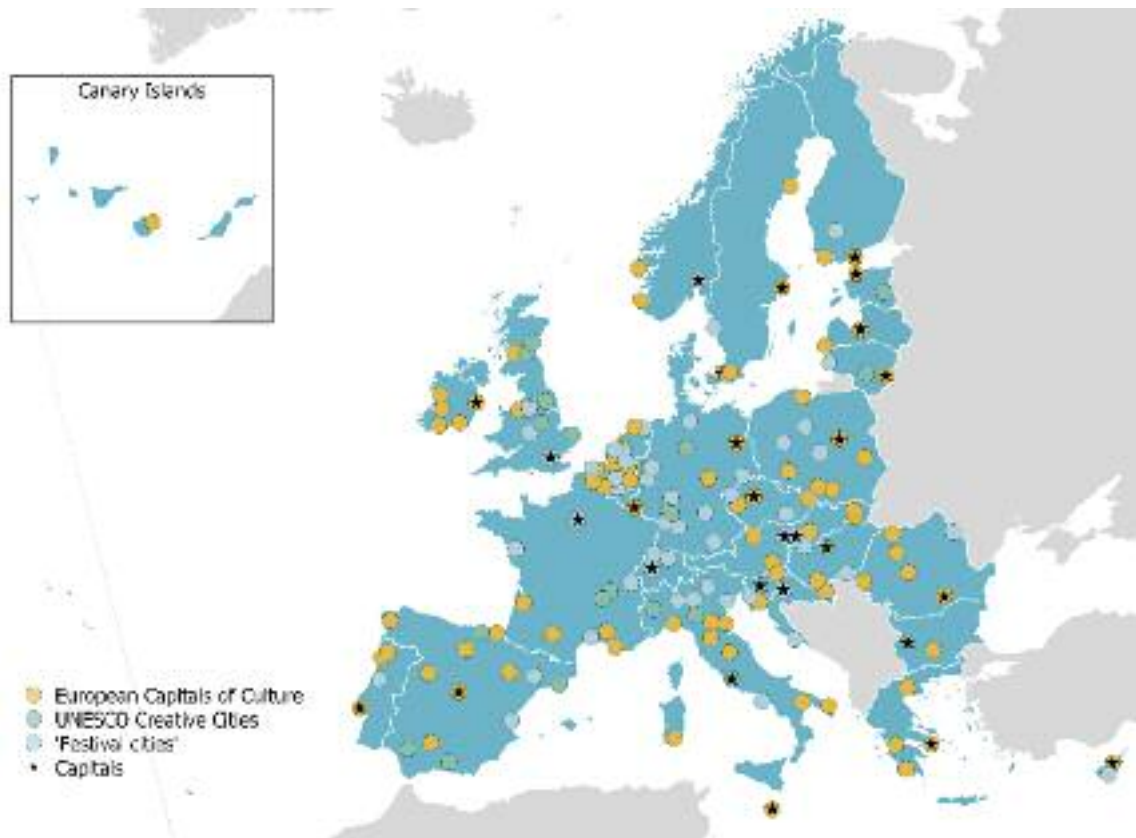 Canary Islands
European Capitals of Culture
UNESCO Creative Cities
'Festival cities'
Capitals